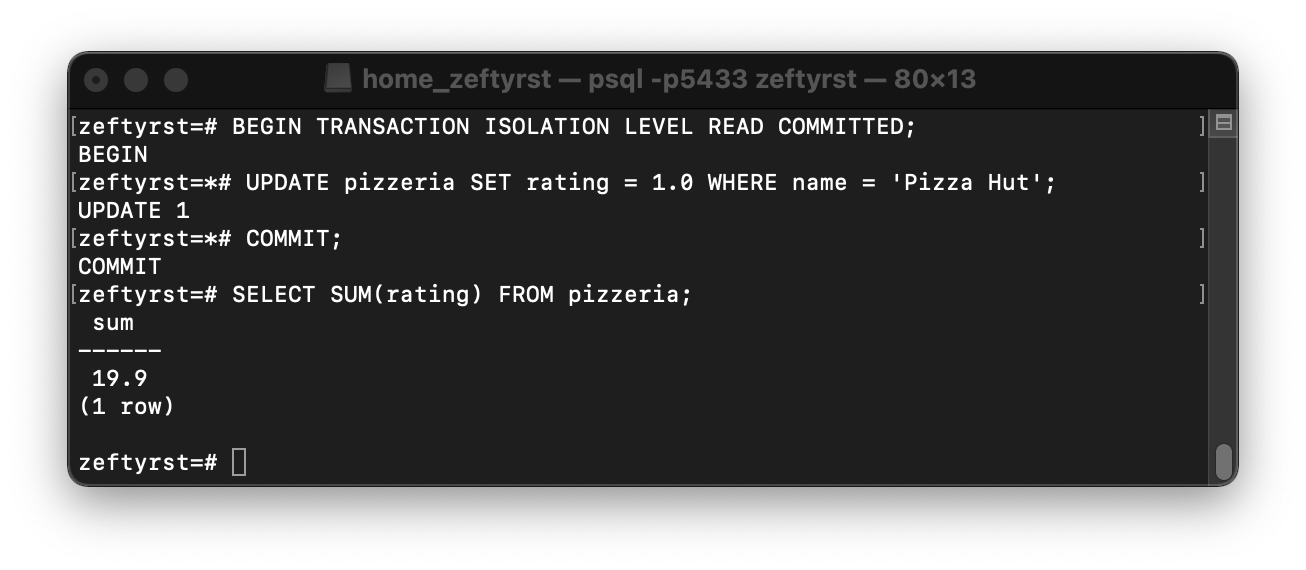 home_zeftyrst — psql -p5433 zeftyrst — 80×13
[zeftyrst=# BEGIN TRANSACTION ISOLATION LEVEL READ COMMITTED; ]
BEGIN
[zeftyrst=*# UPDATE pizzeria SET rating = 1.0 WHERE name = 'Pizza Hut'; ]
UPDATE 1
[zeftyrst=*# COMMIT; ]
COMMIT
[zeftyrst=# SELECT SUM(rating) FROM pizzeria; ]
sum
------
19.9
(1 row)
zeftyrst=#